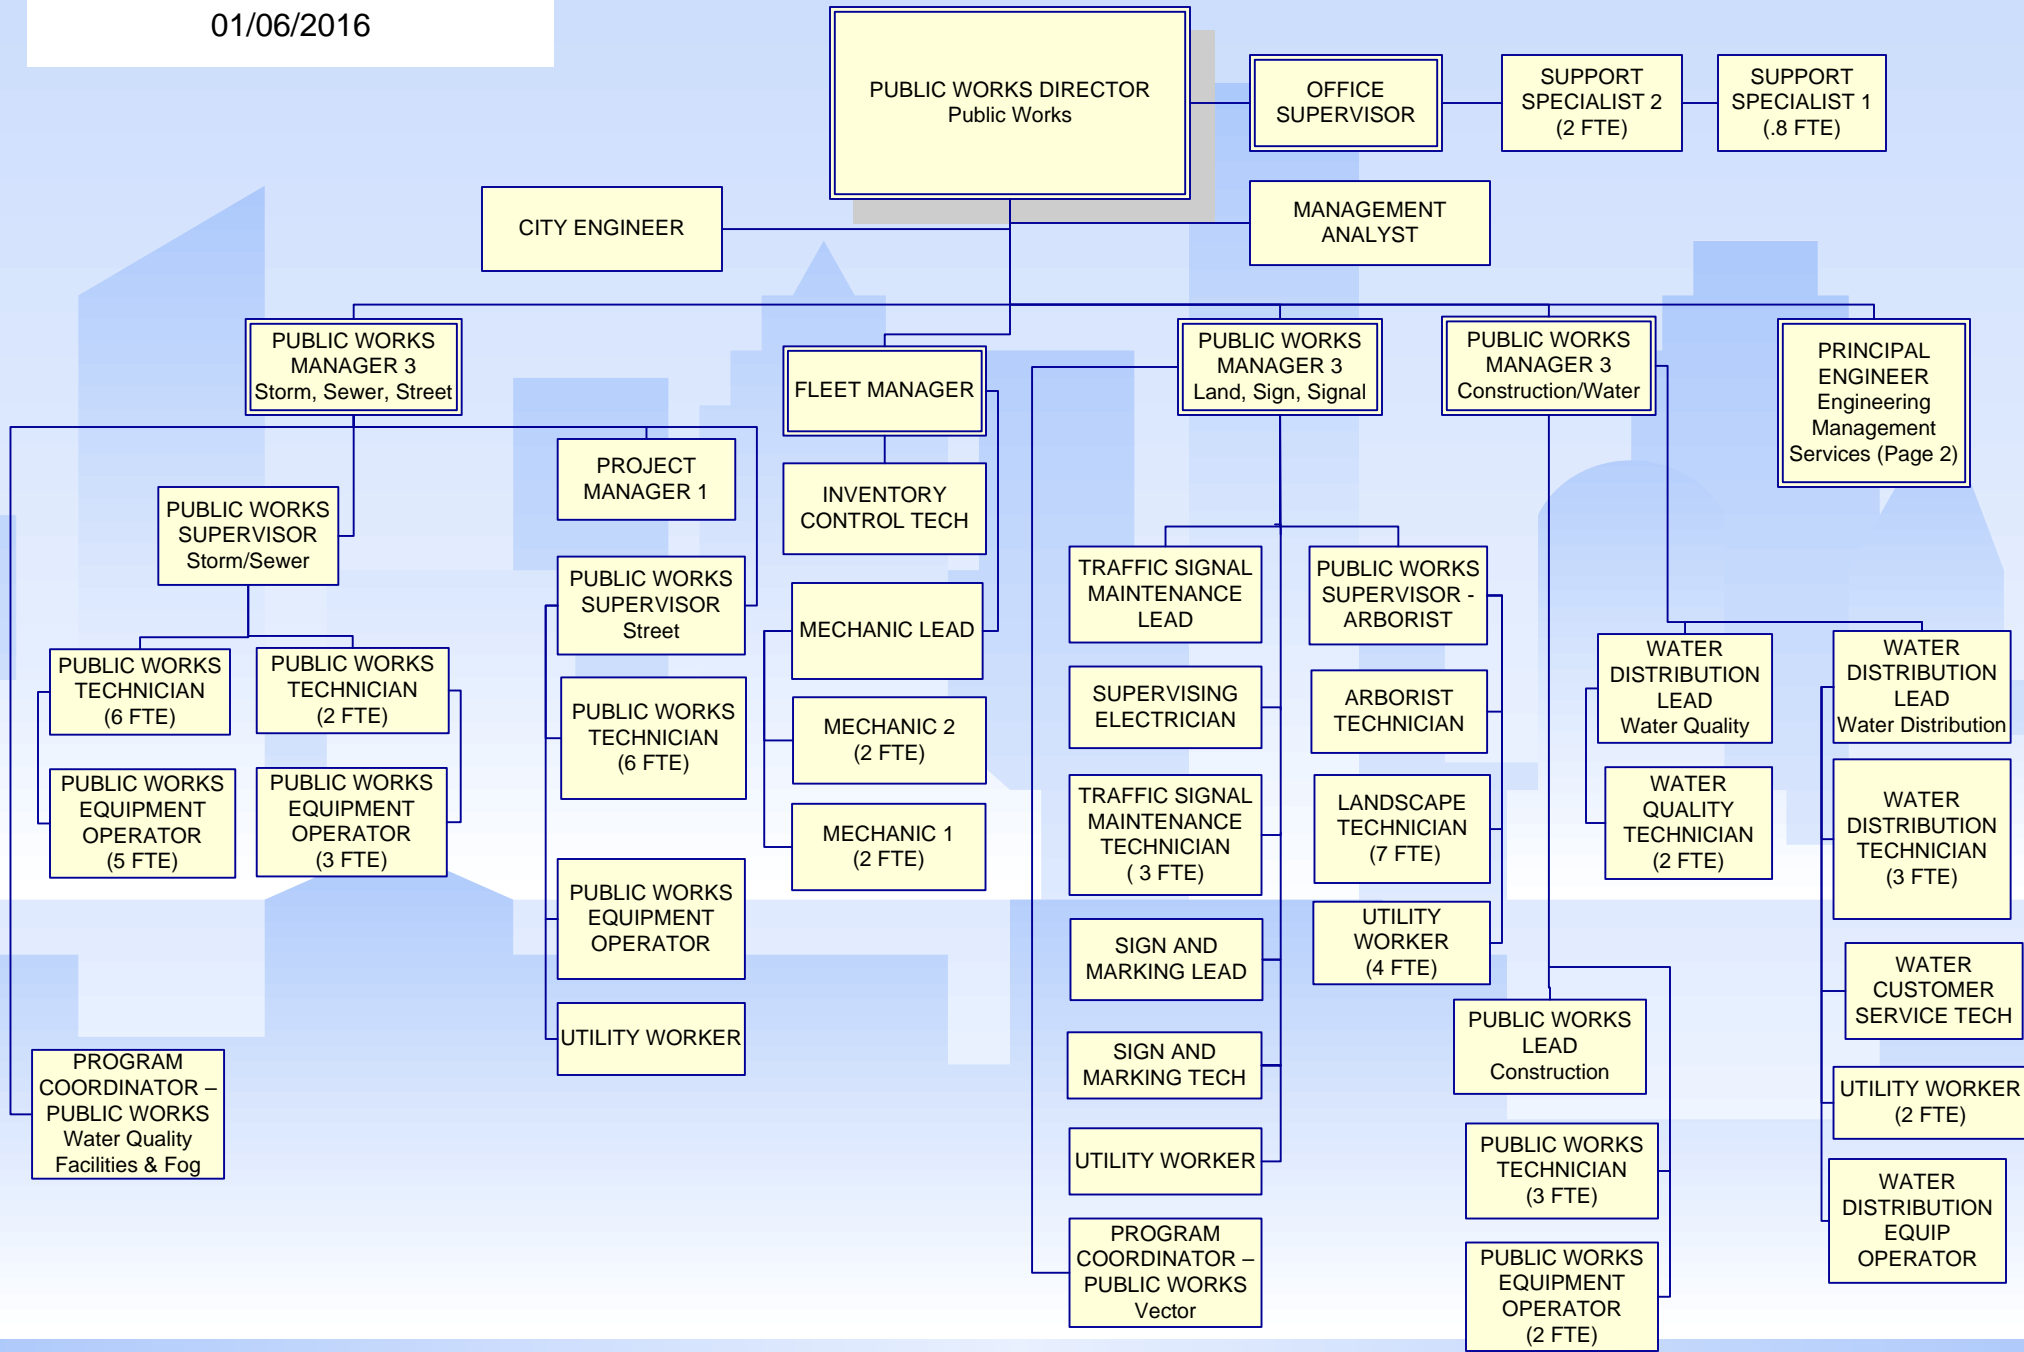 01/06/2016
PUBLIC WORKS DIRECTOR
Public Works
OFFICE
SUPERVISOR
SUPPORT
SPECIALIST 2
(2 FTE)
SUPPORT
SPECIALIST 1
(.8 FTE)
CITY ENGINEER
MANAGEMENT
ANALYST
PUBLIC WORKS
MANAGER 3
Storm, Sewer, Street
FLEET MANAGER
PUBLIC WORKS
MANAGER 3
Land, Sign, Signal
PUBLIC WORKS
MANAGER 3
Construction/Water
PRINCIPAL
ENGINEER
Engineering
Management
Services (Page 2)
PROJECT
MANAGER 1
INVENTORY
CONTROL TECH
PUBLIC WORKS
SUPERVISOR
Storm/Sewer
PUBLIC WORKS
SUPERVISOR
Street
MECHANIC LEAD
TRAFFIC SIGNAL
MAINTENANCE
LEAD
PUBLIC WORKS
SUPERVISOR -
ARBORIST
WATER
DISTRIBUTION
LEAD
Water Quality
WATER
DISTRIBUTION
LEAD
Water Distribution
PUBLIC WORKS
TECHNICIAN
(6 FTE)
PUBLIC WORKS
TECHNICIAN
(2 FTE)
PUBLIC WORKS
TECHNICIAN
(6 FTE)
MECHANIC 2
(2 FTE)
SUPERVISING
ELECTRICIAN
ARBORIST
TECHNICIAN
PUBLIC WORKS
EQUIPMENT
OPERATOR
(5 FTE)
PUBLIC WORKS
EQUIPMENT
OPERATOR
(3 FTE)
MECHANIC 1
(2 FTE)
TRAFFIC SIGNAL
MAINTENANCE
TECHNICIAN
( 3 FTE)
LANDSCAPE
TECHNICIAN
(7 FTE)
WATER
QUALITY
TECHNICIAN
(2 FTE)
WATER
DISTRIBUTION
TECHNICIAN
(3 FTE)
PUBLIC WORKS
EQUIPMENT
OPERATOR
SIGN AND
MARKING LEAD
UTILITY
WORKER
(4 FTE)
WATER
CUSTOMER
SERVICE TECH
UTILITY WORKER
SIGN AND
MARKING TECH
PUBLIC WORKS
LEAD
Construction
PROGRAM
COORDINATOR –
PUBLIC WORKS
Water Quality
Facilities & Fog
UTILITY WORKER
(2 FTE)
UTILITY WORKER
PUBLIC WORKS
TECHNICIAN
(3 FTE)
WATER
DISTRIBUTION
EQUIP
OPERATOR
PROGRAM
COORDINATOR –
PUBLIC WORKS
Vector
PUBLIC WORKS
EQUIPMENT
OPERATOR
(2 FTE)